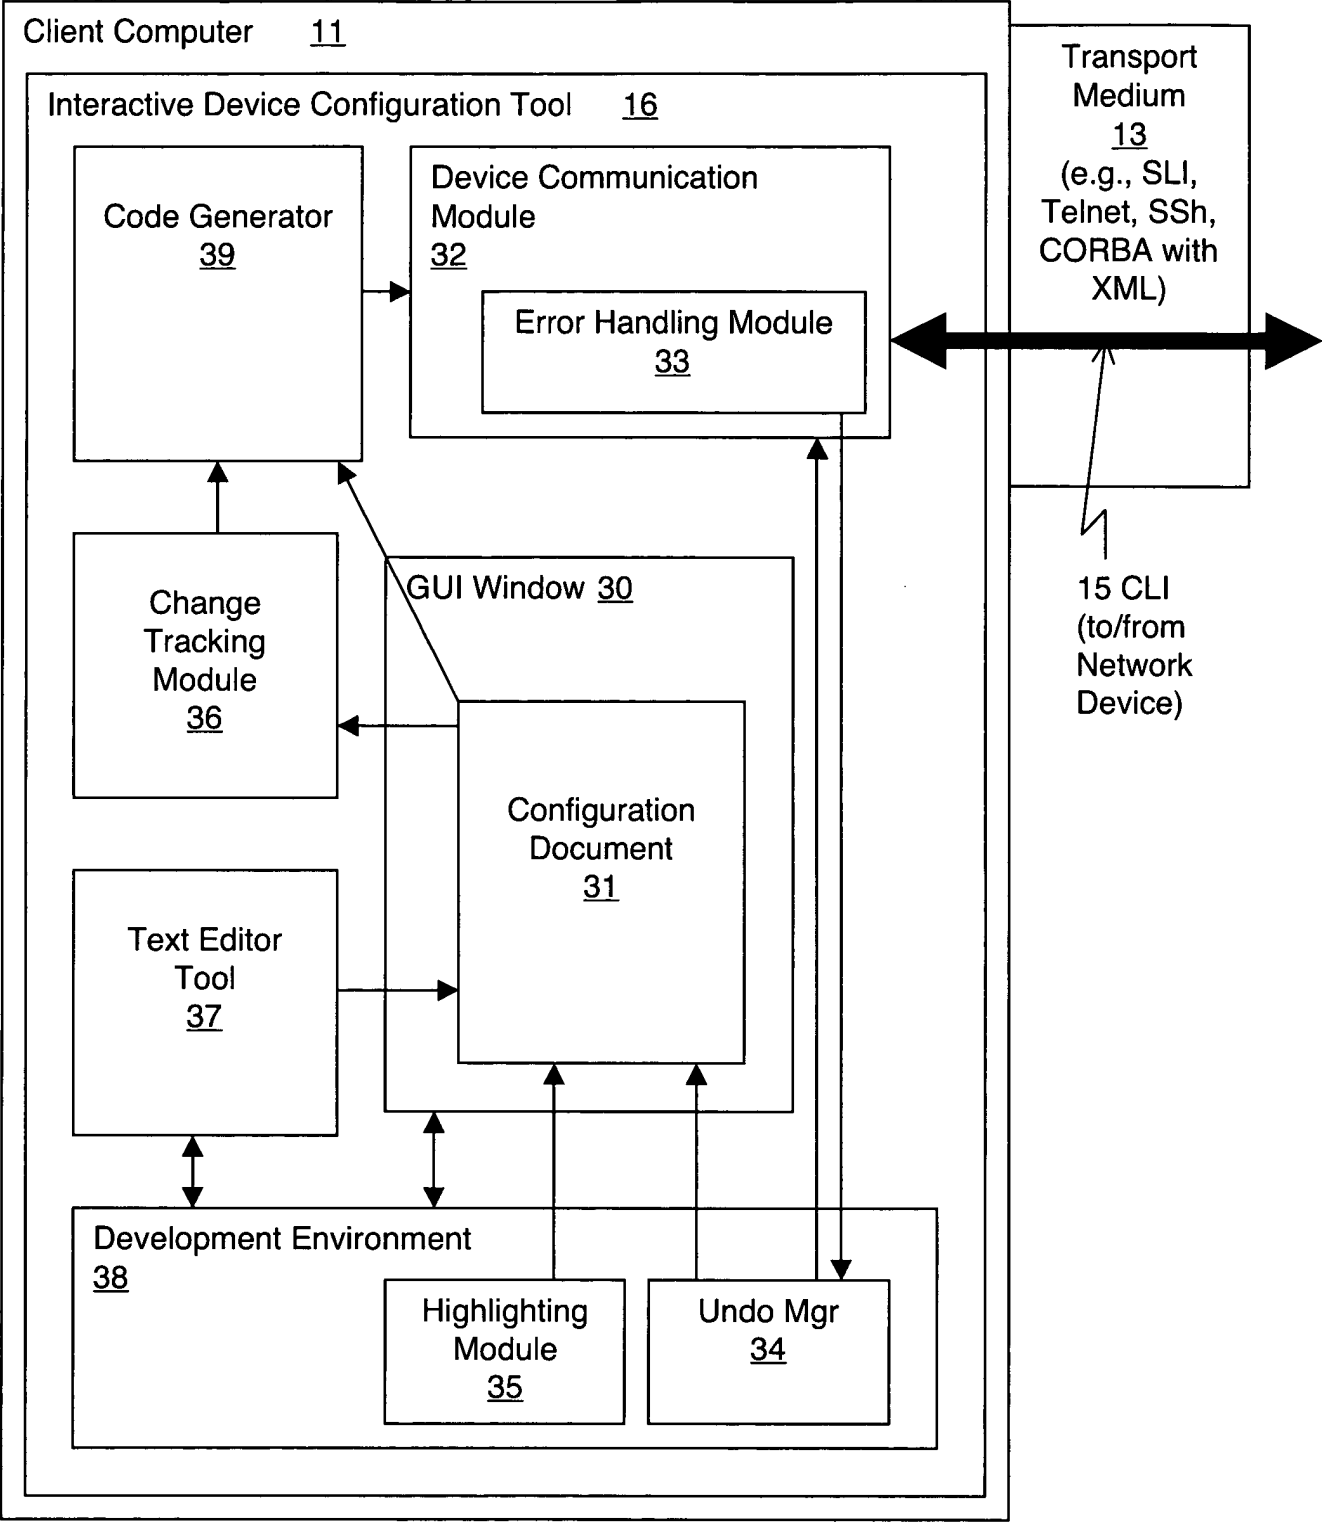 Client Computer 11
Interactive Device Configuration Tool 16
Code Generator
39
Device Communication
Module
32
Error Handling Module
33
Transport
Medium
13
(e.g., SLI,
Telnet, SSh,
CORBA with
XML)
15 CLI
(to/from
Network
Device)
Change
Tracking
Module
36
GUI Window 30
Configuration
Document
31
Text Editor
Tool
37
Development Environment
38
Highlighting
Module
35
Undo Mgr
34